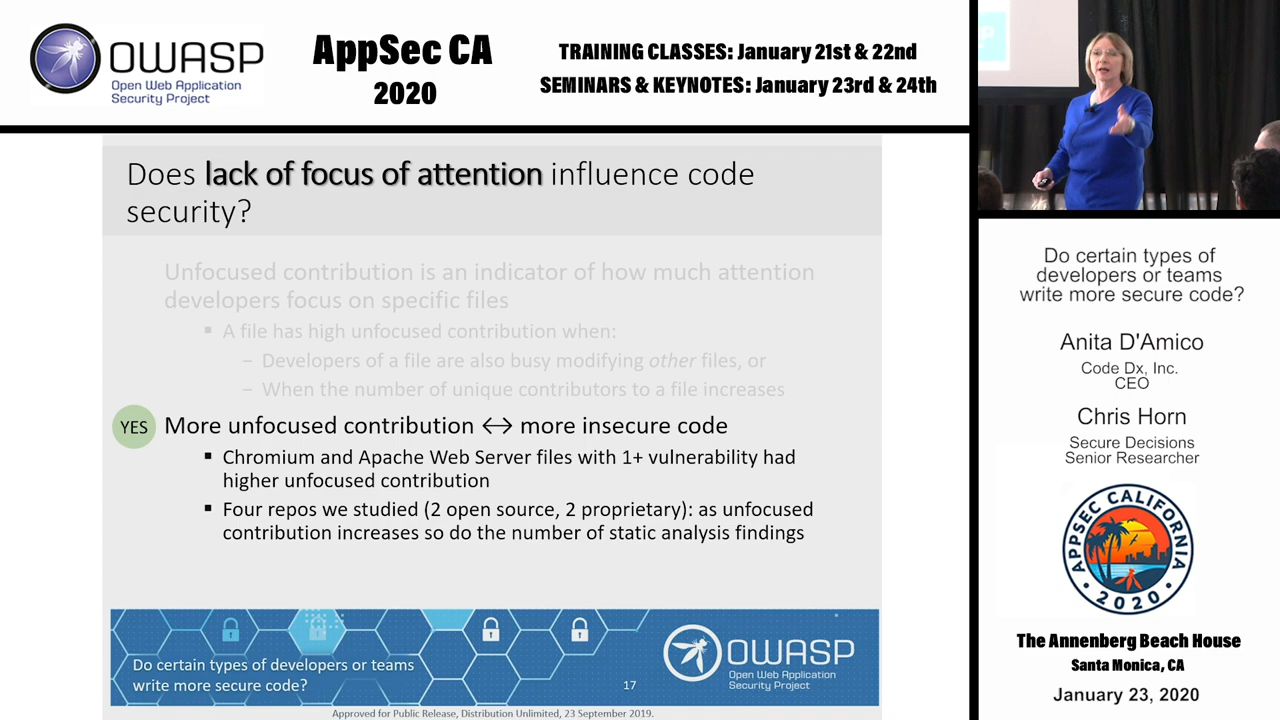 OWASP
Open Web Application
Security Project
AppSec CA
2020
TRAINING CLASSES: January 21st & 22nd
SEMINARS & KEYNOTES: January 23rd & 24th
Does lack of focus of attention influence code
security?
Unfocused contribution is an indicator of how much attention
developers focus on specific files
▪ A file has high unfocused contribution when:
− Developers of a file are also busy modifying other files, or
− When the number of unique contributors to a file increases
YES More unfocused contribution ↔ more insecure code
▪ Chromium and Apache Web Server files with 1+ vulnerability had
higher unfocused contribution
▪ Four repos we studied (2 open source, 2 proprietary): as unfocused
contribution increases so do the number of static analysis findings
Do certain types of developers or teams
write more secure code?
17
OWASP
Open Web Application
Security Project
Approved for Public Release, Distribution Unlimited, 23 September 2019.
Do certain types of
developers or teams
write more secure code?
Anita D'Amico
Code Dx, Inc.
CEO
Chris Horn
Secure Decisions
Senior Researcher
APPSEC CALIFORNIA
• 2020 •
The Annenberg Beach House
Santa Monica, CA
January 23, 2020